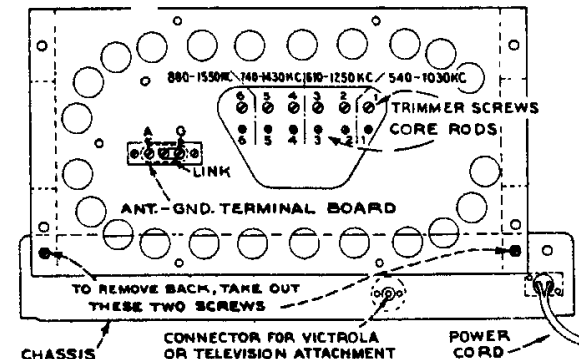 880-1550KC 740-1430KC 610-1250KC 540-1030KC
6 5 4 3 2 1
TRIMMER SCREWS
6 5 4 3 2 1
CORE RODS
A G
LINK
ANT.-GND. TERMINAL BOARD
TO REMOVE BACK, TAKE OUT
THESE TWO SCREWS
CHASSIS
CONNECTOR FOR VICTROLA
OR TELEVISION ATTACHMENT
POWER
CORD